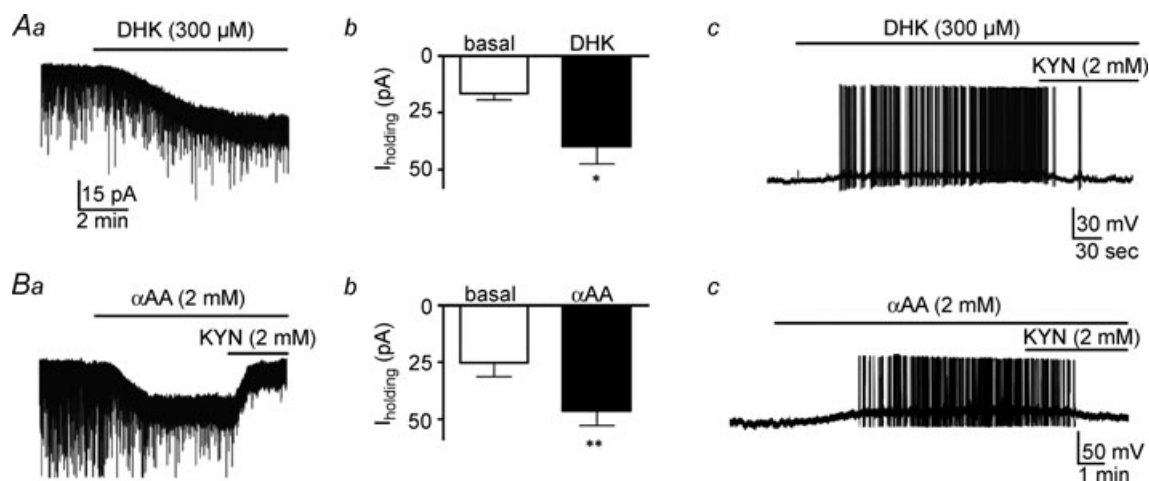 Aa
DHK (300 µM)
15 pA
2 min
b
basal DHK
0
25
50
Iholding (pA)
*
c
DHK (300 µM)
KYN (2 mM)
30 mV
30 sec
Ba
αAA (2 mM)
KYN (2 mM)
b
basal αAA
0
25
50
Iholding (pA)
**
c
αAA (2 mM)
KYN (2 mM)
50 mV
1 min